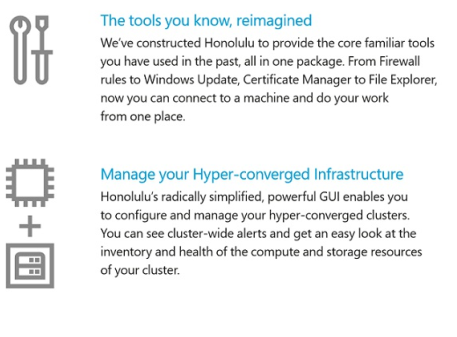 The tools you know, reimagined
We've constructed Honolulu to provide the core familiar tools
you have used in the past, all in one package. From Firewall
rules to Windows Update, Certificate Manager to File Explorer,
now you can connect to a machine and do your work
from one place.
Manage your Hyper-converged Infrastructure
Honolulu's radically simplified, powerful GUI enables you
to configure and manage your hyper-converged clusters.
You can see cluster-wide alerts and get an easy look at the
inventory and health of the compute and storage resources
of your cluster.